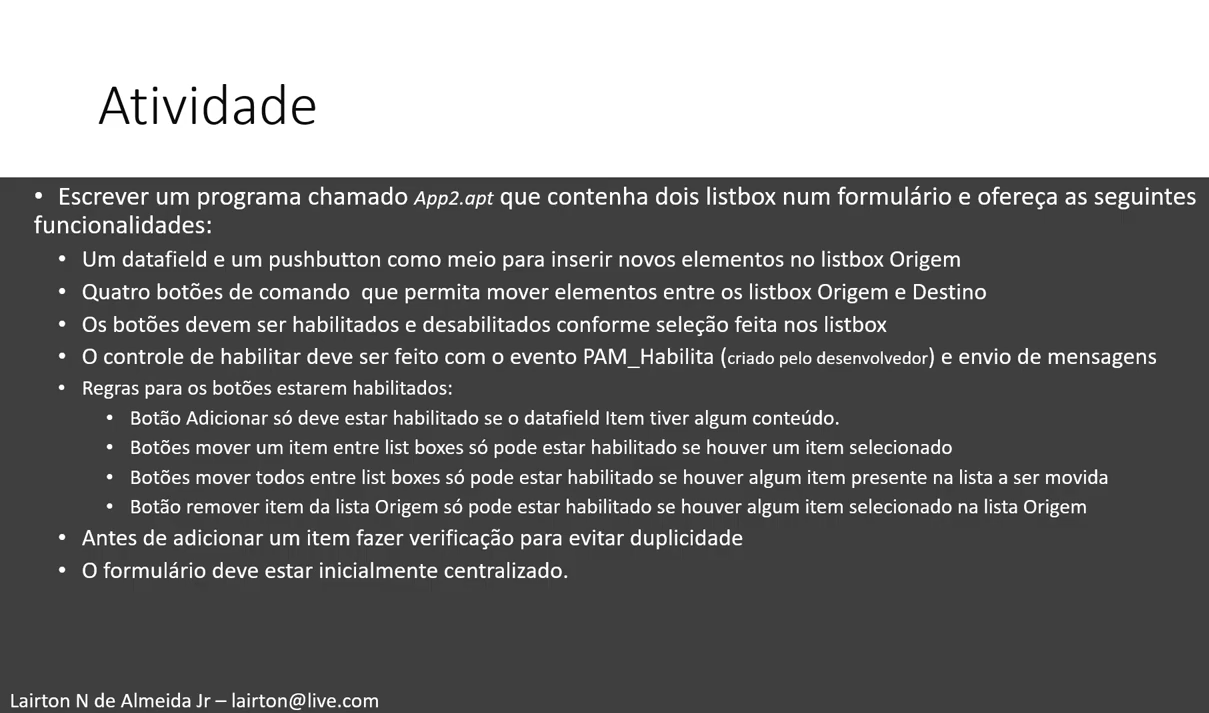 Atividade
• Escrever um programa chamado App2.apt que contenha dois listbox num formulário e ofereça as seguintes
funcionalidades:
• Um datafield e um pushbutton como meio para inserir novos elementos no listbox Origem
• Quatro botões de comando  que permita mover elementos entre os listbox Origem e Destino
• Os botões devem ser habilitados e desabilitados conforme seleção feita nos listbox
• O controle de habilitar deve ser feito com o evento PAM_Habilita (criado pelo desenvolvedor) e envio de mensagens
• Regras para os botões estarem habilitados:
• Botão Adicionar só deve estar habilitado se o datafield Item tiver algum conteúdo.
• Botões mover um item entre list boxes só pode estar habilitado se houver um item selecionado
• Botões mover todos entre list boxes só pode estar habilitado se houver algum item presente na lista a ser movida
• Botão remover item da lista Origem só pode estar habilitado se houver algum item selecionado na lista Origem
• Antes de adicionar um item fazer verificação para evitar duplicidade
• O formulário deve estar inicialmente centralizado.
Lairton N de Almeida Jr – lairton@live.com